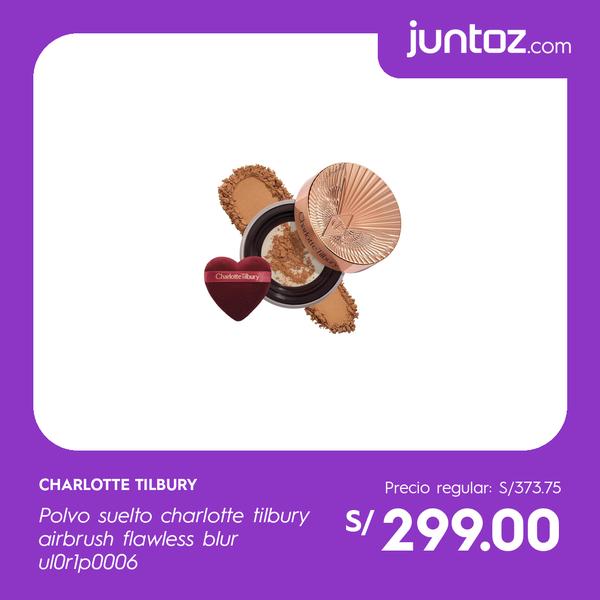 juntoz.com
Charlotte Tilbury
CharlotteTilbury
CHARLOTTE TILBURY
Polvo suelto charlotte tilbury
airbrush flawless blur
ul0r1p0006
Precio regular: S/373.75
S/299.00